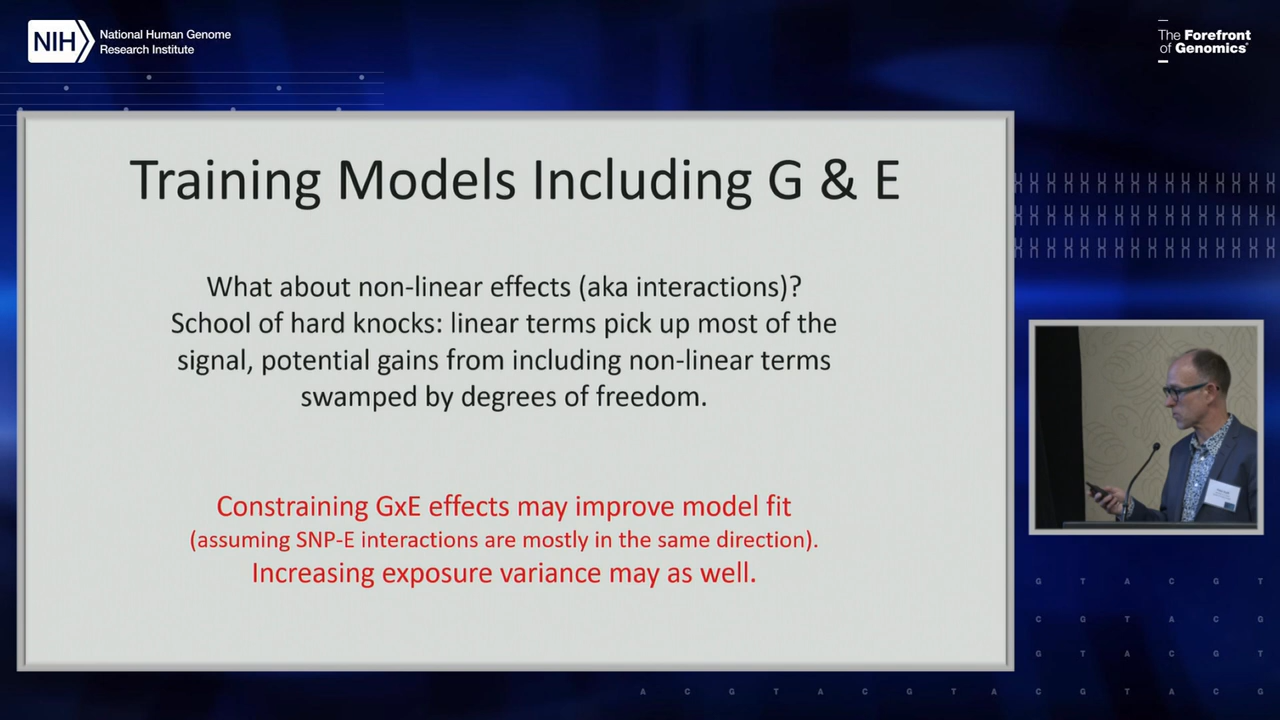 NIH
National Human Genome
Research Institute
The Forefront
of Genomics®
Training Models Including G & E
What about non-linear effects (aka interactions)?
School of hard knocks: linear terms pick up most of the
signal, potential gains from including non-linear terms
swamped by degrees of freedom.
Constraining GxE effects may improve model fit
(assuming SNP-E interactions are mostly in the same direction).
Increasing exposure variance may as well.
G T A C G T
C G T A C G
G T A C G T
A C G T A C G T A C G T A C G